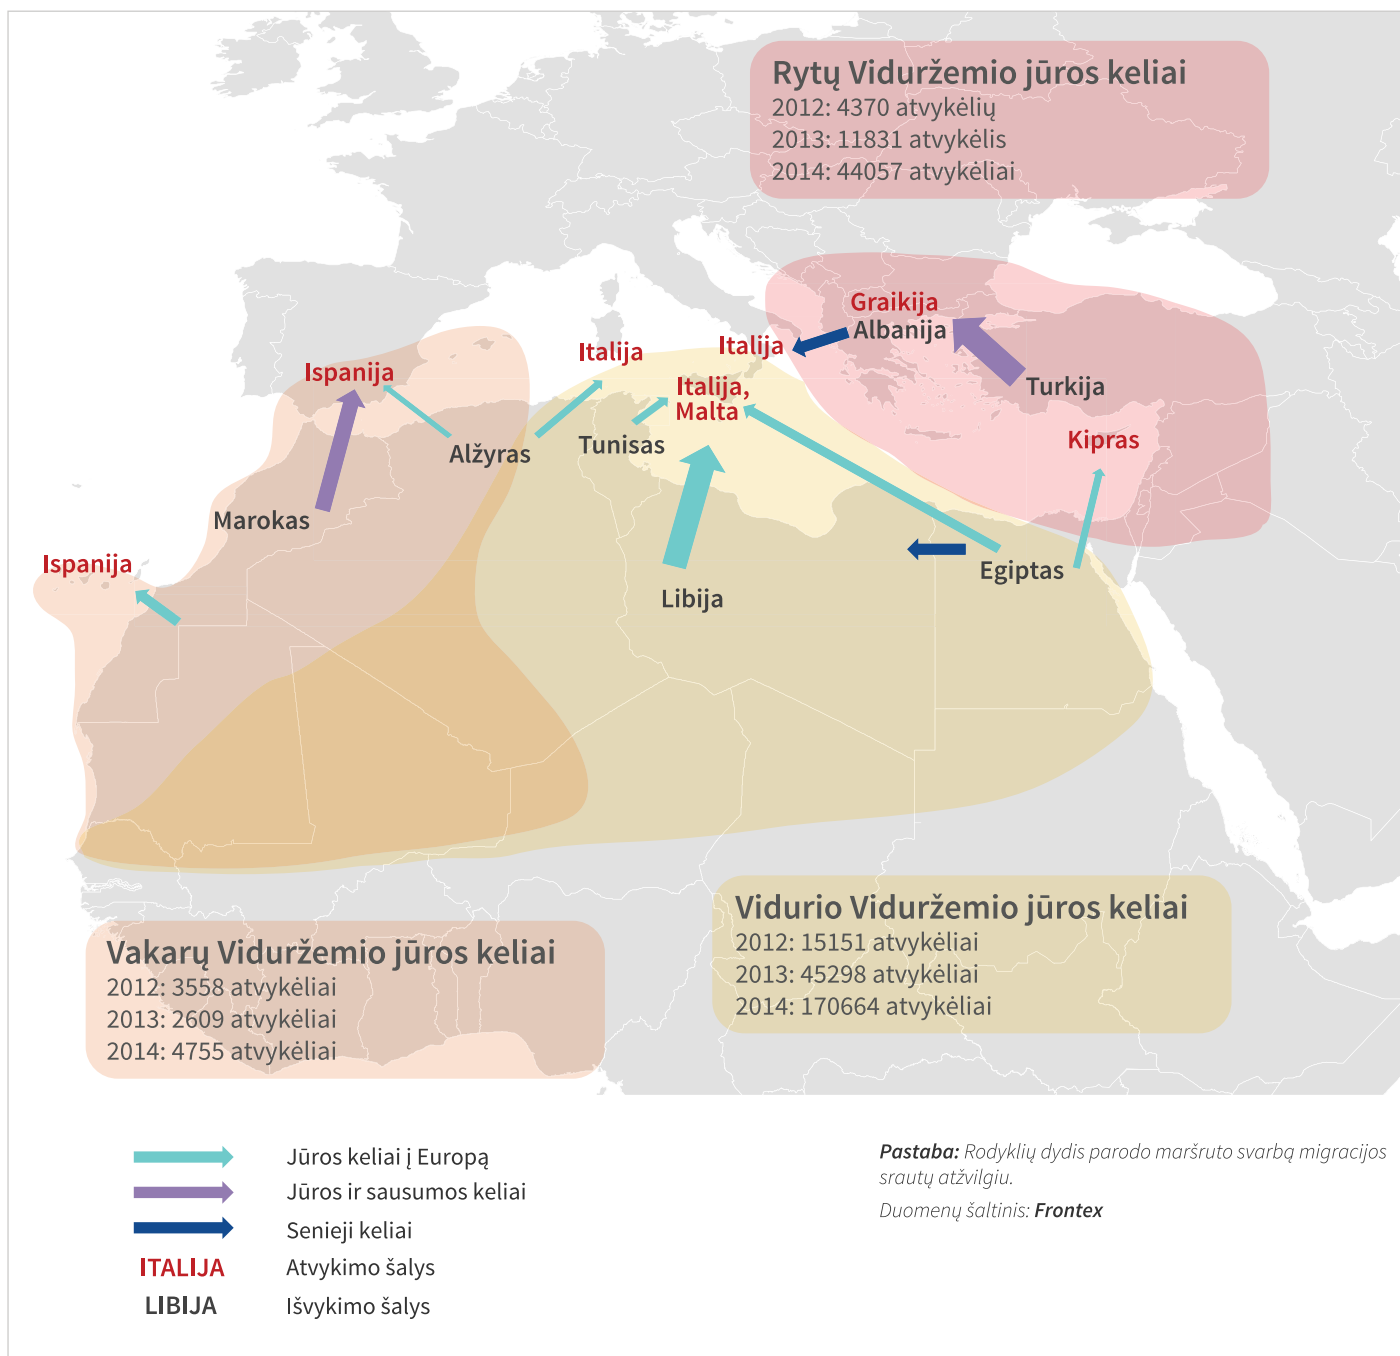 Rytų Viduržemio jūros keliai
2012: 4370 atvykėlių
2013: 11831 atvykėlis
2014: 44057 atvykėliai
Graikija
Albanija
Italija
Italija
Ispanija
Italija,
Malta
Turkija
Kipras
Alžyras
Tunisas
Marokas
Ispanija
Egiptas
Libija
Vidurio Viduržemio jūros keliai
2012: 15151 atvykėliai
2013: 45298 atvykėliai
2014: 170664 atvykėliai
Vakarų Viduržemio jūros keliai
2012: 3558 atvykėliai
2013: 2609 atvykėliai
2014: 4755 atvykėliai
Jūros keliai į Europą
Jūros ir sausumos keliai
Senieji keliai
ITALIJA Atvykimo šalys
LIBIJA Išvykimo šalys
Pastaba: Rodyklių dydis parodo maršruto svarbą migracijos
srautų atžvilgiu.
Duomenų šaltinis: Frontex